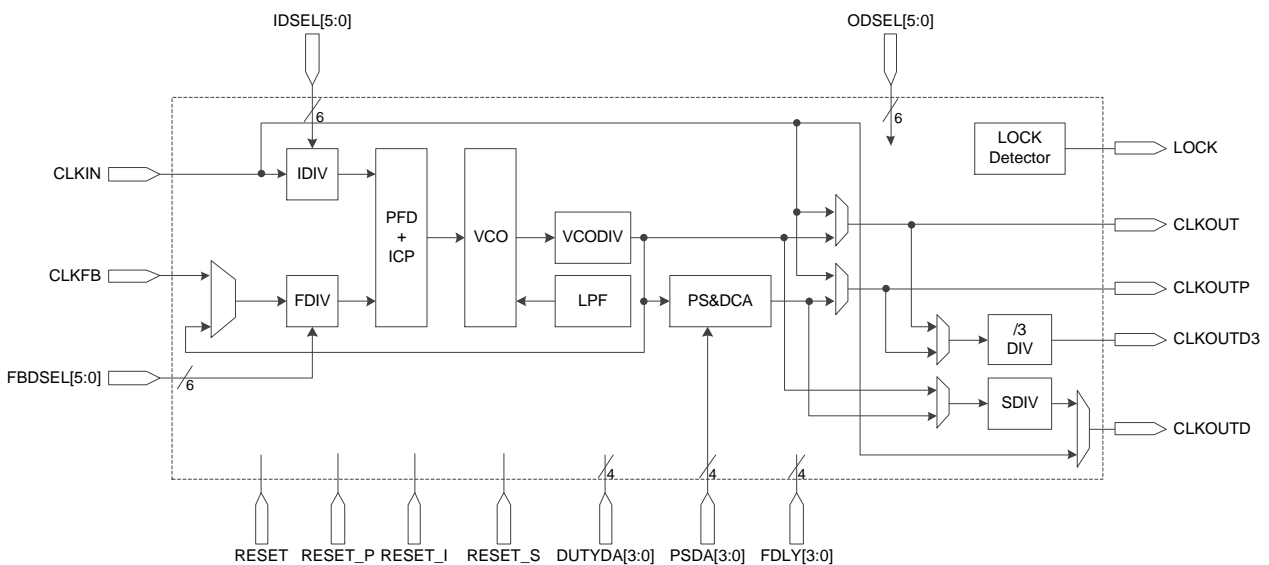 IDSEL[5:0]
ODSEL[5:0]
6
6
CLKIN
IDIV
LOCK
Detector
LOCK
PFD
+
ICP
VCO
VCODIV
CLKOUT
CLKFB
FDIV
LPF
PS&DCA
CLKOUTP
/3
DIV
CLKOUTD3
FBDSEL[5:0]
6
SDIV
CLKOUTD
4
4
4
RESET
RESET_P
RESET_I
RESET_S
DUTYDA[3:0]
PSDA[3:0]
FDLY[3:0]